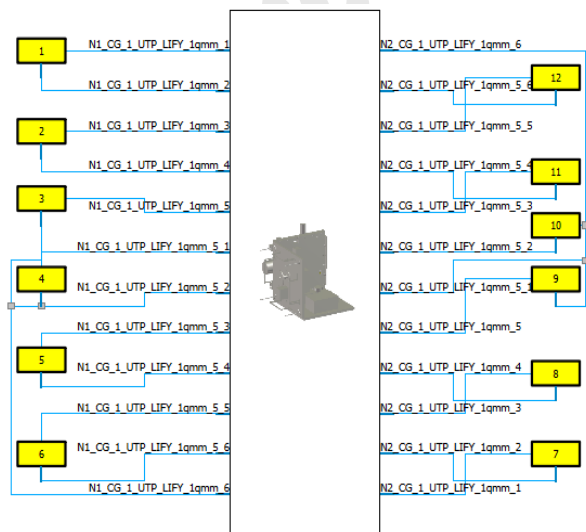 1
N1_CG_1_UTP_LIFY_1qmm_1
N1_CG_1_UTP_LIFY_1qmm_2
2
N1_CG_1_UTP_LIFY_1qmm_3
N1_CG_1_UTP_LIFY_1qmm_4
3
N1_CG_1_UTP_LIFY_1qmm_5
N1_CG_1_UTP_LIFY_1qmm_5_1
4
N1_CG_1_UTP_LIFY_1qmm_5_2
N1_CG_1_UTP_LIFY_1qmm_5_3
5
N1_CG_1_UTP_LIFY_1qmm_5_4
N1_CG_1_UTP_LIFY_1qmm_5_5
6
N1_CG_1_UTP_LIFY_1qmm_5_6
N1_CG_1_UTP_LIFY_1qmm_6
N2_CG_1_UTP_LIFY_1qmm_6
12
N2_CG_1_UTP_LIFY_1qmm_5_6
N2_CG_1_UTP_LIFY_1qmm_5_5
N2_CG_1_UTP_LIFY_1qmm_5_4
11
N2_CG_1_UTP_LIFY_1qmm_5_3
10
N2_CG_1_UTP_LIFY_1qmm_5_2
9
N2_CG_1_UTP_LIFY_1qmm_5_1
N2_CG_1_UTP_LIFY_1qmm_5
N2_CG_1_UTP_LIFY_1qmm_4
8
N2_CG_1_UTP_LIFY_1qmm_3
N2_CG_1_UTP_LIFY_1qmm_2
7
N2_CG_1_UTP_LIFY_1qmm_1